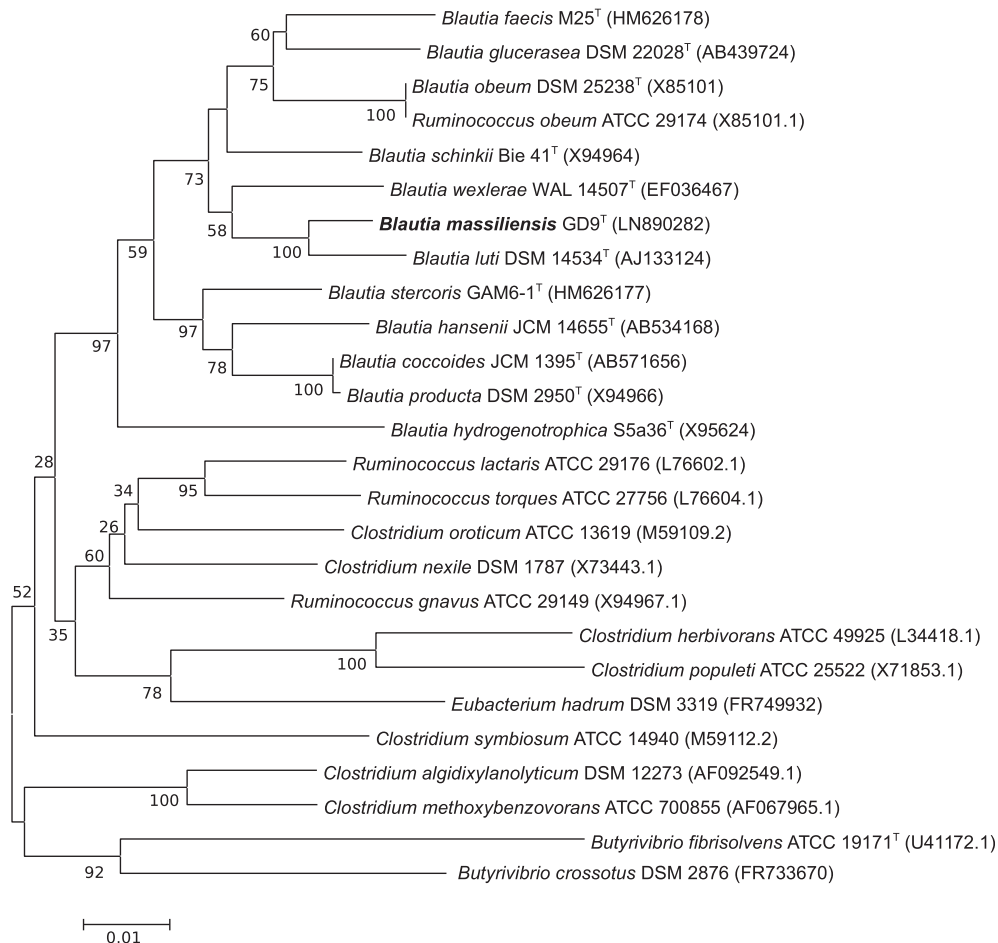 Blautia faecis M25ᵀ (HM626178)
60
Blautia glucerasea DSM 22028ᵀ (AB439724)
75
Blautia obeum DSM 25238ᵀ (X85101)
100
Ruminococcus obeum ATCC 29174 (X85101.1)
Blautia schinkii Bie 41ᵀ (X94964)
73
Blautia wexlerae WAL 14507ᵀ (EF036467)
Blautia massiliensis GD9ᵀ (LN890282)
58
100
59
Blautia luti DSM 14534ᵀ (AJ133124)
Blautia stercoris GAM6-1ᵀ (HM626177)
97
Blautia hansenii JCM 14655ᵀ (AB534168)
97
Blautia coccoides JCM 1395ᵀ (AB571656)
78
100
Blautia producta DSM 2950ᵀ (X94966)
Blautia hydrogenotrophica S5a36ᵀ (X95624)
28
Ruminococcus lactaris ATCC 29176 (L76602.1)
34
95
Ruminococcus torques ATCC 27756 (L76604.1)
26
Clostridium oroticum ATCC 13619 (M59109.2)
60
Clostridium nexile DSM 1787 (X73443.1)
52
Ruminococcus gnavus ATCC 29149 (X94967.1)
35
Clostridium herbivorans ATCC 49925 (L34418.1)
100
Clostridium populeti ATCC 25522 (X71853.1)
78
Eubacterium hadrum DSM 3319 (FR749932)
Clostridium symbiosum ATCC 14940 (M59112.2)
Clostridium algidixylanolyticum DSM 12273 (AF092549.1)
100
Clostridium methoxybenzovorans ATCC 700855 (AF067965.1)
Butyrivibrio fibrisolvens ATCC 19171ᵀ (U41172.1)
92
Butyrivibrio crossotus DSM 2876 (FR733670)
0.01